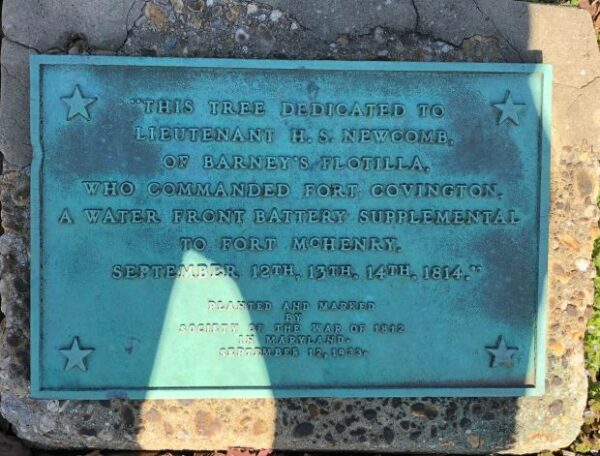 "THIS TREE DEDICATED TO
LIEUTENANT H. S. NEWCOMB,
OF BARNEY'S FLOTILLA,
WHO COMMANDED FORT COVINGTON,
A WATER FRONT BATTERY SUPPLEMENTAL
TO FORT McHENRY,
SEPTEMBER 12TH, 13TH, 14TH, 1814."
PLANTED AND MARKED
BY
SOCIETY OF THE WAR OF 1812
IN MARYLAND
SEPTEMBER 12, 1933.